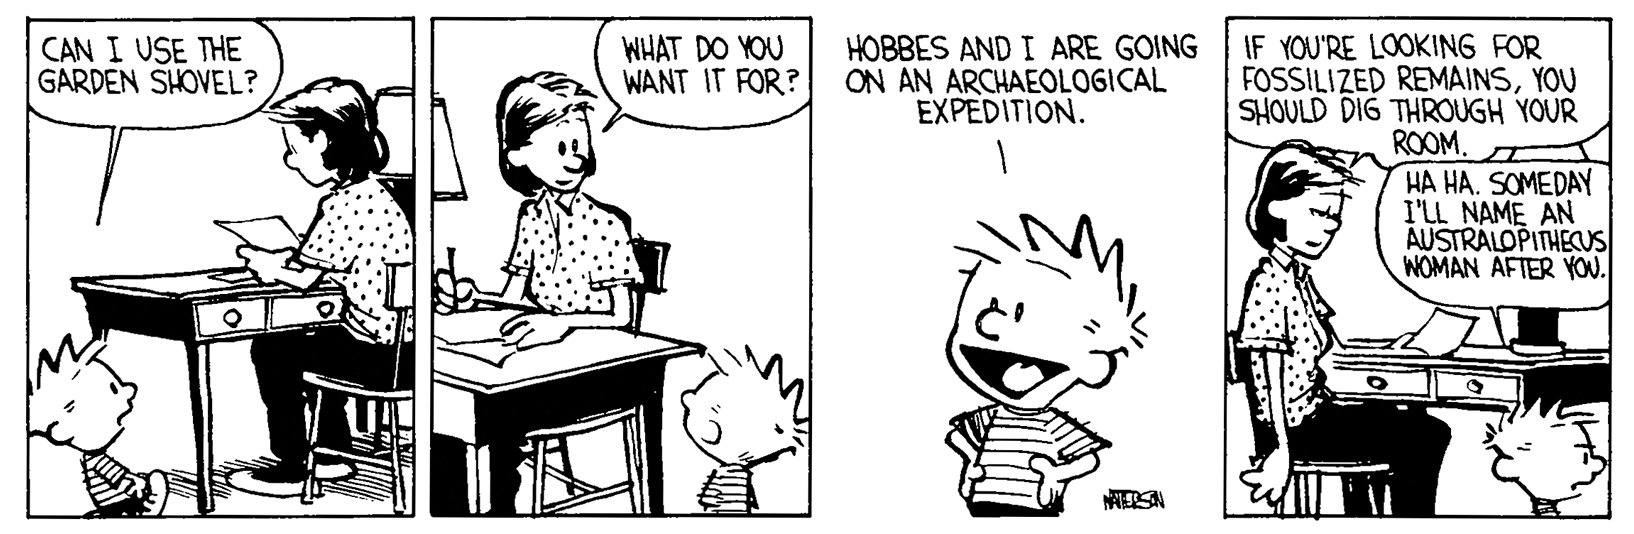 CAN I USE THE
GARDEN SHOVEL?
WHAT DO YOU
WANT IT FOR?
HOBBES AND I ARE GOING
ON AN ARCHAEOLOGICAL
EXPEDITION.
WATTERSON
IF YOU'RE LOOKING FOR
FOSSILIZED REMAINS, YOU
SHOULD DIG THROUGH YOUR
ROOM.
HA HA. SOMEDAY
I'LL NAME AN
AUSTRALOPITHECUS
WOMAN AFTER YOU.